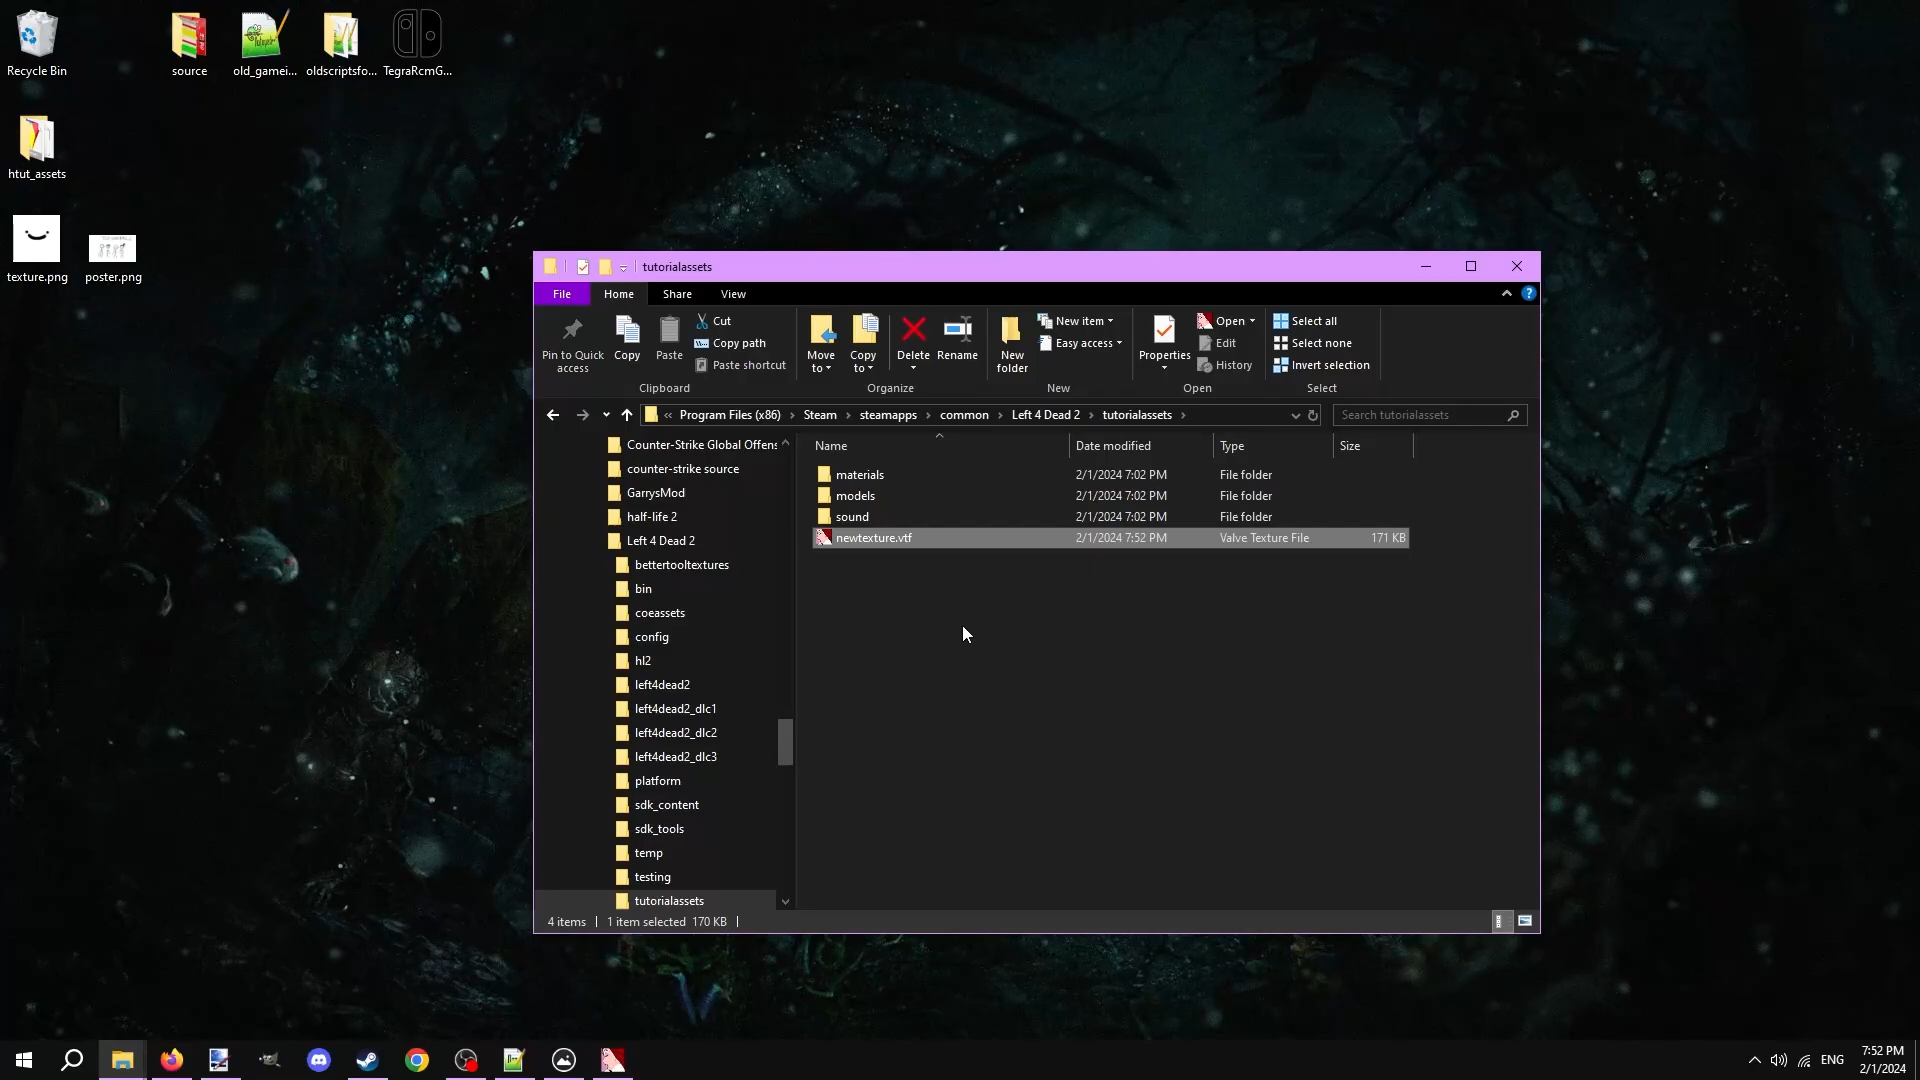 Recycle Bin
source
old_gamei...
oldscriptsfo...
TegraRcmG...
htut_assets
texture.png
poster.png
tutorialassets
File
Home
Share
View
Pin to Quick access
Copy
Paste
Cut
Copy path
Paste shortcut
Clipboard
Move to
Copy to
Delete
Rename
Organize
New folder
New item
Easy access
New
Properties
Open
Edit
History
Open
Select all
Select none
Invert selection
Select
« Program Files (x86) > Steam > steamapps > common > Left 4 Dead 2 > tutorialassets >
Search tutorialassets
Counter-Strike Global Offens
counter-strike source
GarrysMod
half-life 2
Left 4 Dead 2
bettertooltextures
bin
coeassets
config
hl2
left4dead2
left4dead2_dlc1
left4dead2_dlc2
left4dead2_dlc3
platform
sdk_content
sdk_tools
temp
testing
tutorialassets
Name Date modified Type Size
materials 2/1/2024 7:02 PM File folder
models 2/1/2024 7:02 PM File folder
sound 2/1/2024 7:02 PM File folder
newtexture.vtf 2/1/2024 7:52 PM Valve Texture File 171 KB
4 items | 1 item selected 170 KB |
ENG
7:52 PM
2/1/2024